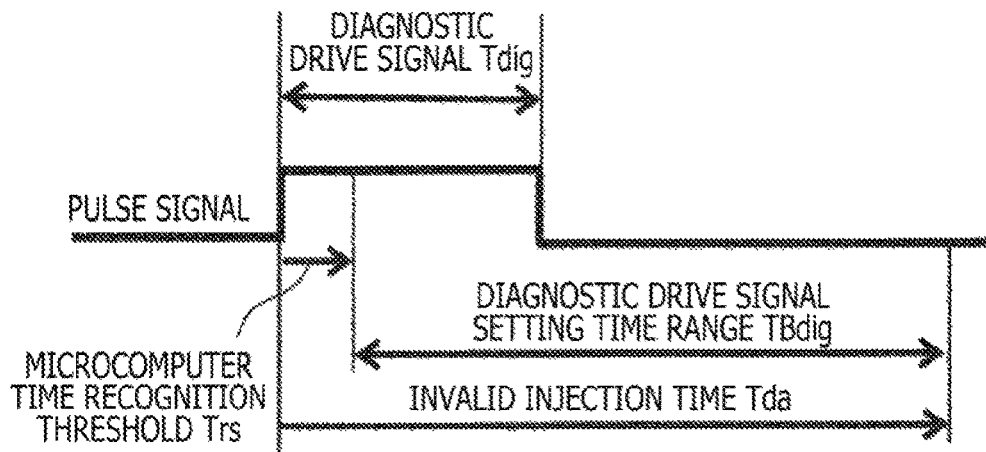 DIAGNOSTIC
DRIVE SIGNAL Tdig
PULSE SIGNAL
DIAGNOSTIC DRIVE SIGNAL
SETTING TIME RANGE TBdig
MICROCOMPUTER
TIME RECOGNITION
THRESHOLD Trs
INVALID INJECTION TIME Tda